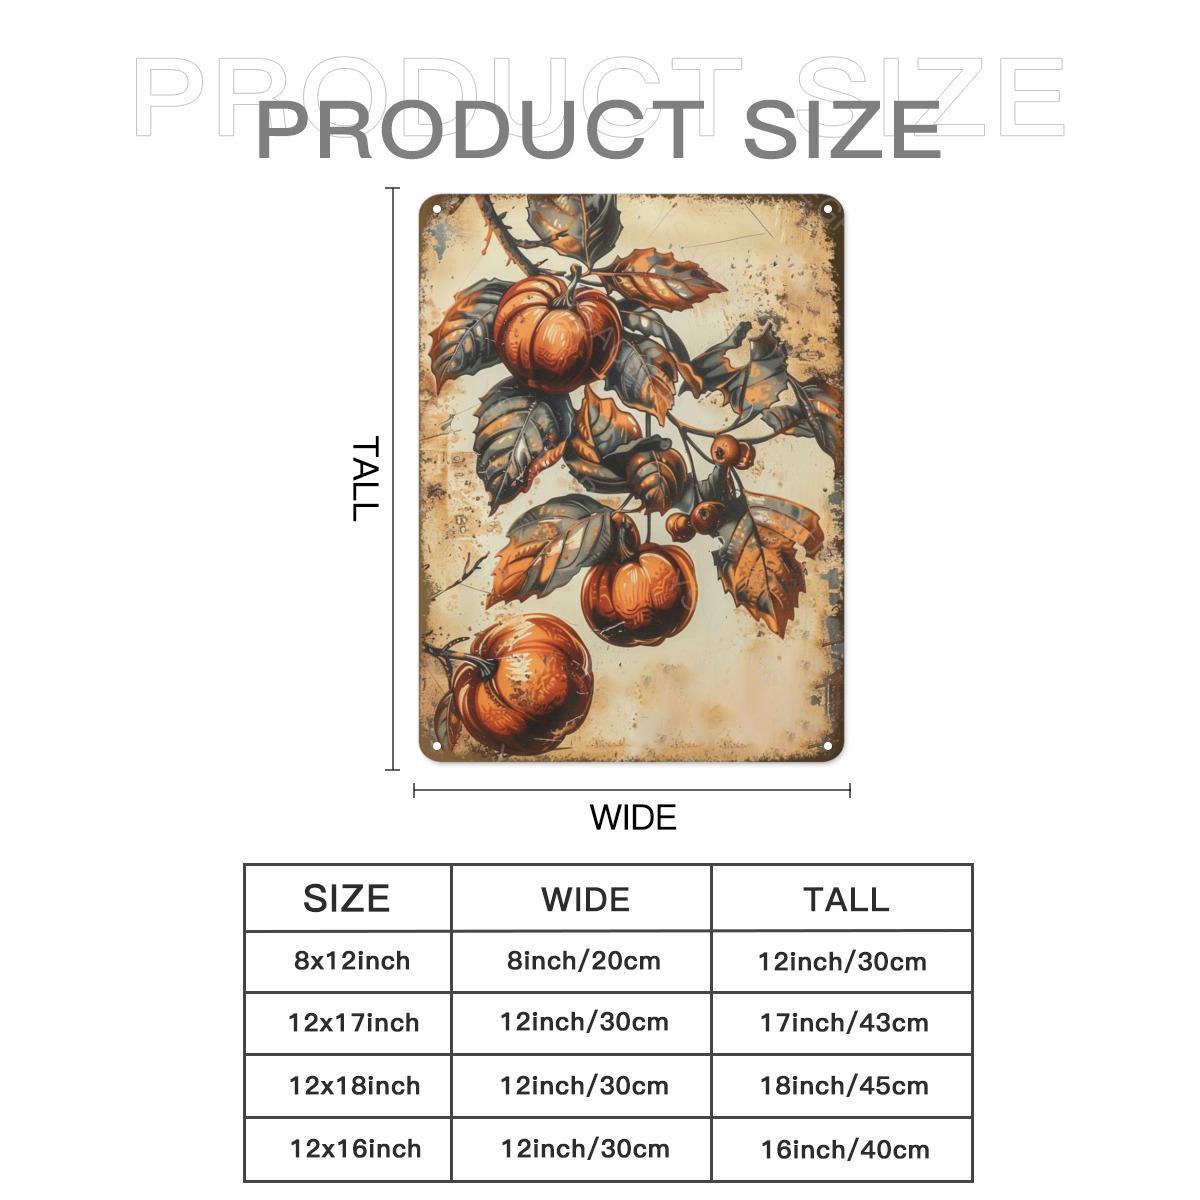 PRODUCT SIZE
PRODUCT SIZE
TALL
WIDE
SIZE WIDE TALL
8x12inch 8inch/20cm 12inch/30cm
12x17inch 12inch/30cm 17inch/43cm
12x18inch 12inch/30cm 18inch/45cm
12x16inch 12inch/30cm 16inch/40cm